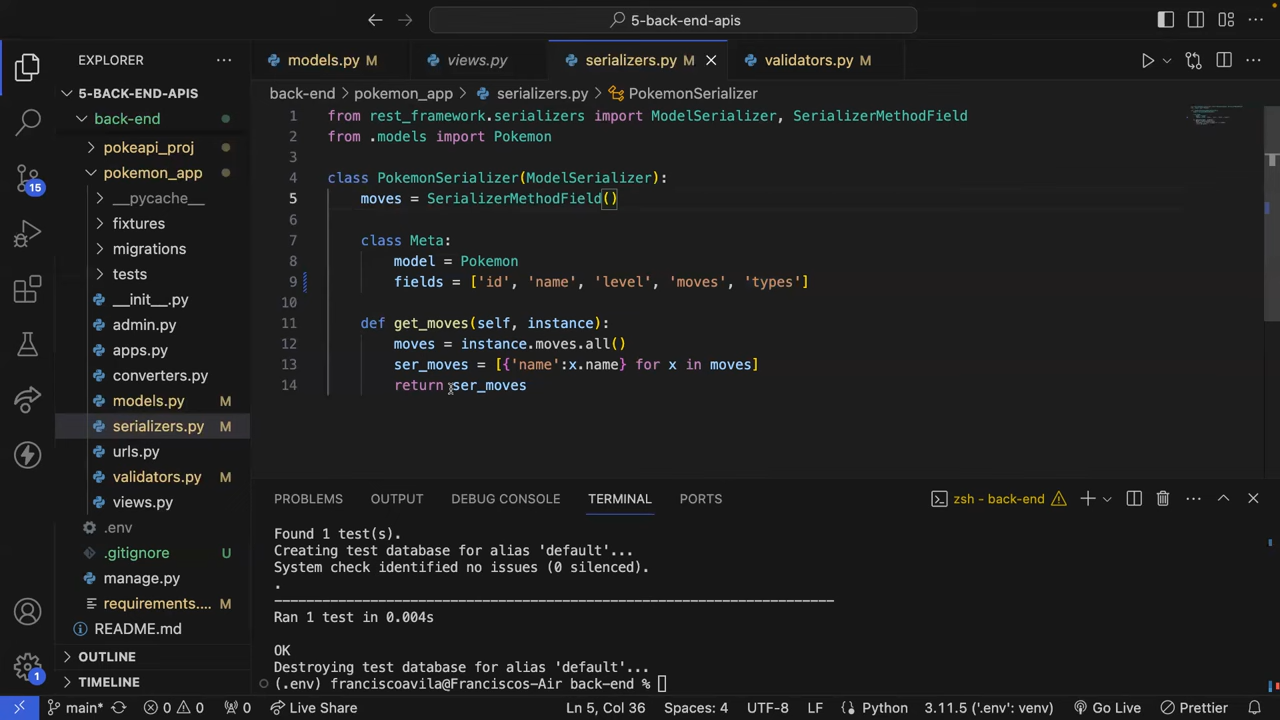 5-back-end-apis
EXPLORER
5-BACK-END-APIS
back-end
pokeapi_proj
pokemon_app
__pycache__
fixtures
migrations
tests
__init__.py
admin.py
apps.py
converters.py
models.py M
serializers.py M
urls.py
validators.py M
views.py
.env
.gitignore U
manage.py
requirements.... M
README.md
OUTLINE
TIMELINE
15
1
models.py M
views.py
serializers.py M
validators.py M
back-end > pokemon_app > serializers.py > PokemonSerializer
1 from rest_framework.serializers import ModelSerializer, SerializerMethodField
2 from .models import Pokemon
3
4 class PokemonSerializer(ModelSerializer):
5 moves = SerializerMethodField()
6
7 class Meta:
8 model = Pokemon
9 fields = ['id', 'name', 'level', 'moves', 'types']
10
11 def get_moves(self, instance):
12 moves = instance.moves.all()
13 ser_moves = [{'name':x.name} for x in moves]
14 return ser_moves
PROBLEMS OUTPUT DEBUG CONSOLE TERMINAL PORTS
zsh - back-end
Found 1 test(s).
Creating test database for alias 'default'...
System check identified no issues (0 silenced).
.
----------------------------------------------------------------------
Ran 1 test in 0.004s
OK
Destroying test database for alias 'default'...
(.env) franciscoavila@Franciscos-Air back-end %
main* 0 0 0 Live Share Ln 5, Col 36 Spaces: 4 UTF-8 LF Python 3.11.5 ('.env': venv) Go Live Prettier